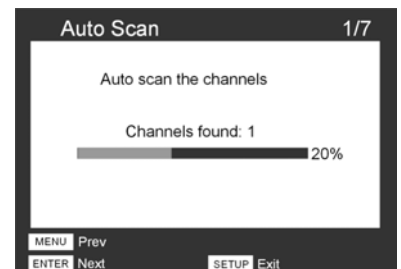 Auto Scan 1/7
Auto scan the channels
Channels found: 1
20%
MENU Prev
ENTER Next SETUP Exit